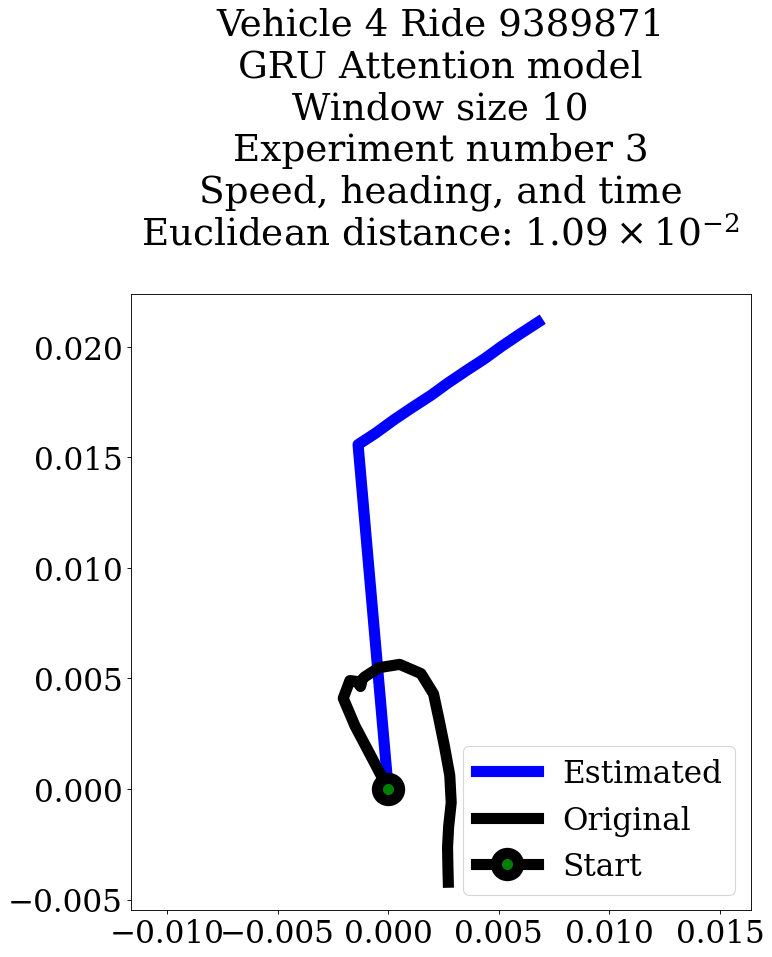 Vehicle 4 Ride 9389871
GRU Attention model
Window size 10
Experiment number 3
Speed, heading, and time
Euclidean distance: 1.09 × 10⁻²
0.020
0.015
0.010
0.005
0.000
−0.005
−0.010 −0.005 0.000 0.005 0.010 0.015
Estimated
Original
Start